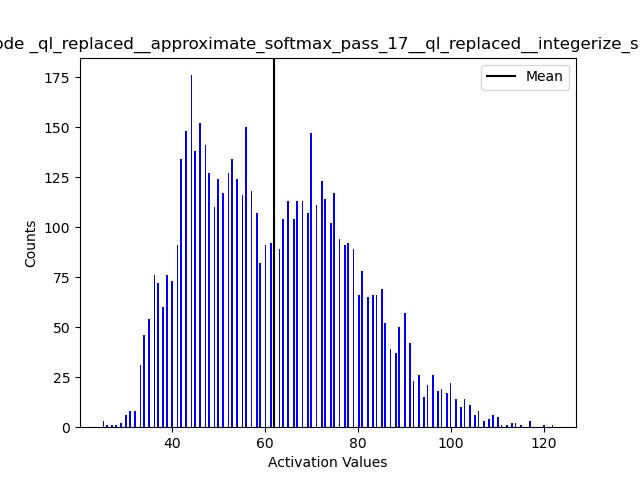 ode _ql_replaced__approximate_softmax_pass_17__ql_replaced__integerize_s
Mean
175
150
125
100
75
50
25
0
Counts
40 60 80 100 120
Activation Values